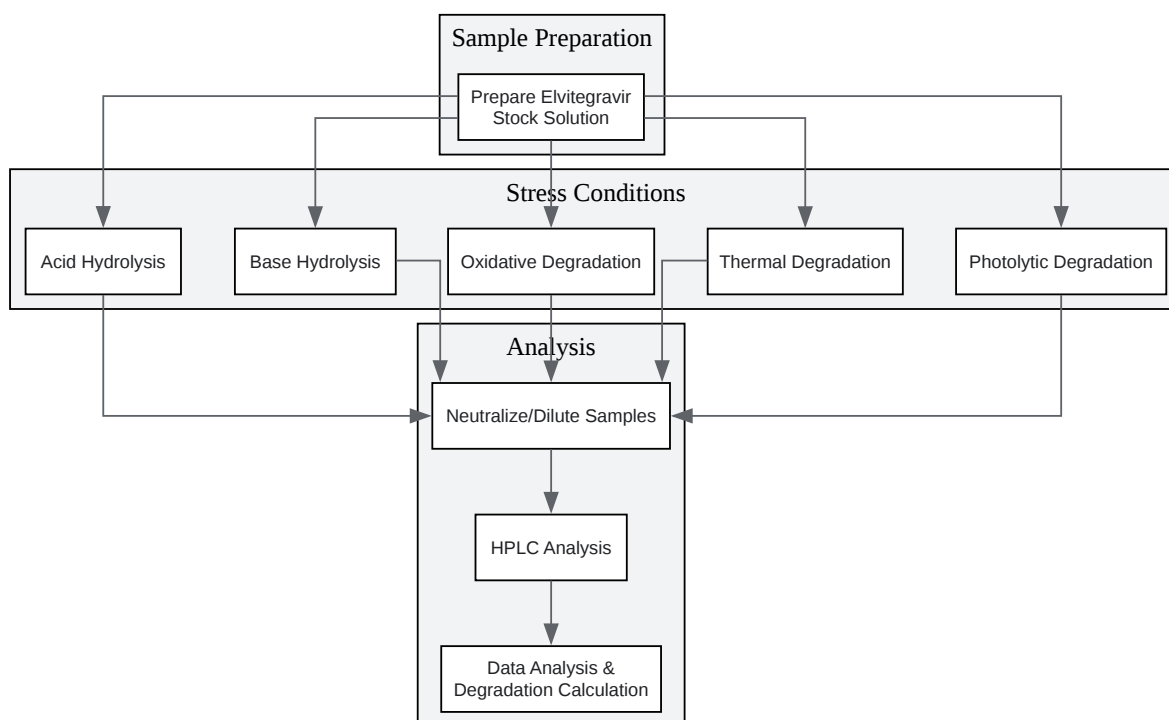 Sample Preparation
Prepare Elvitegravir
Stock Solution
Stress Conditions
Acid Hydrolysis
Base Hydrolysis
Oxidative Degradation
Thermal Degradation
Photolytic Degradation
Analysis
Neutralize/Dilute Samples
HPLC Analysis
Data Analysis &
Degradation Calculation